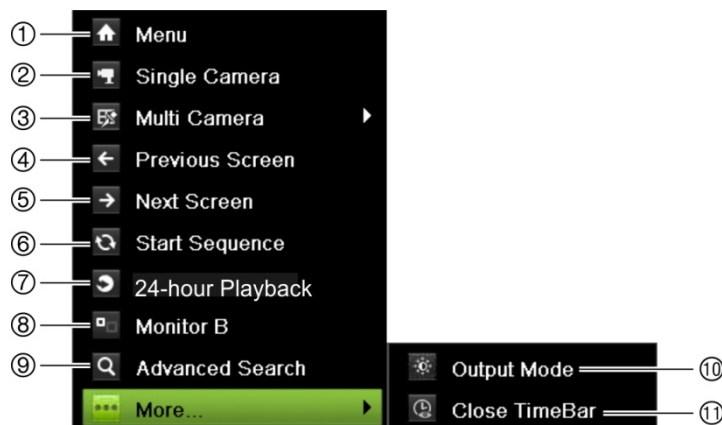 ① Menu
② Single Camera
③ Multi Camera
④ Previous Screen
⑤ Next Screen
⑥ Start Sequence
⑦ 24-hour Playback
⑧ Monitor B
⑨ Advanced Search
Output Mode ⑩
More...
Close TimeBar ⑪